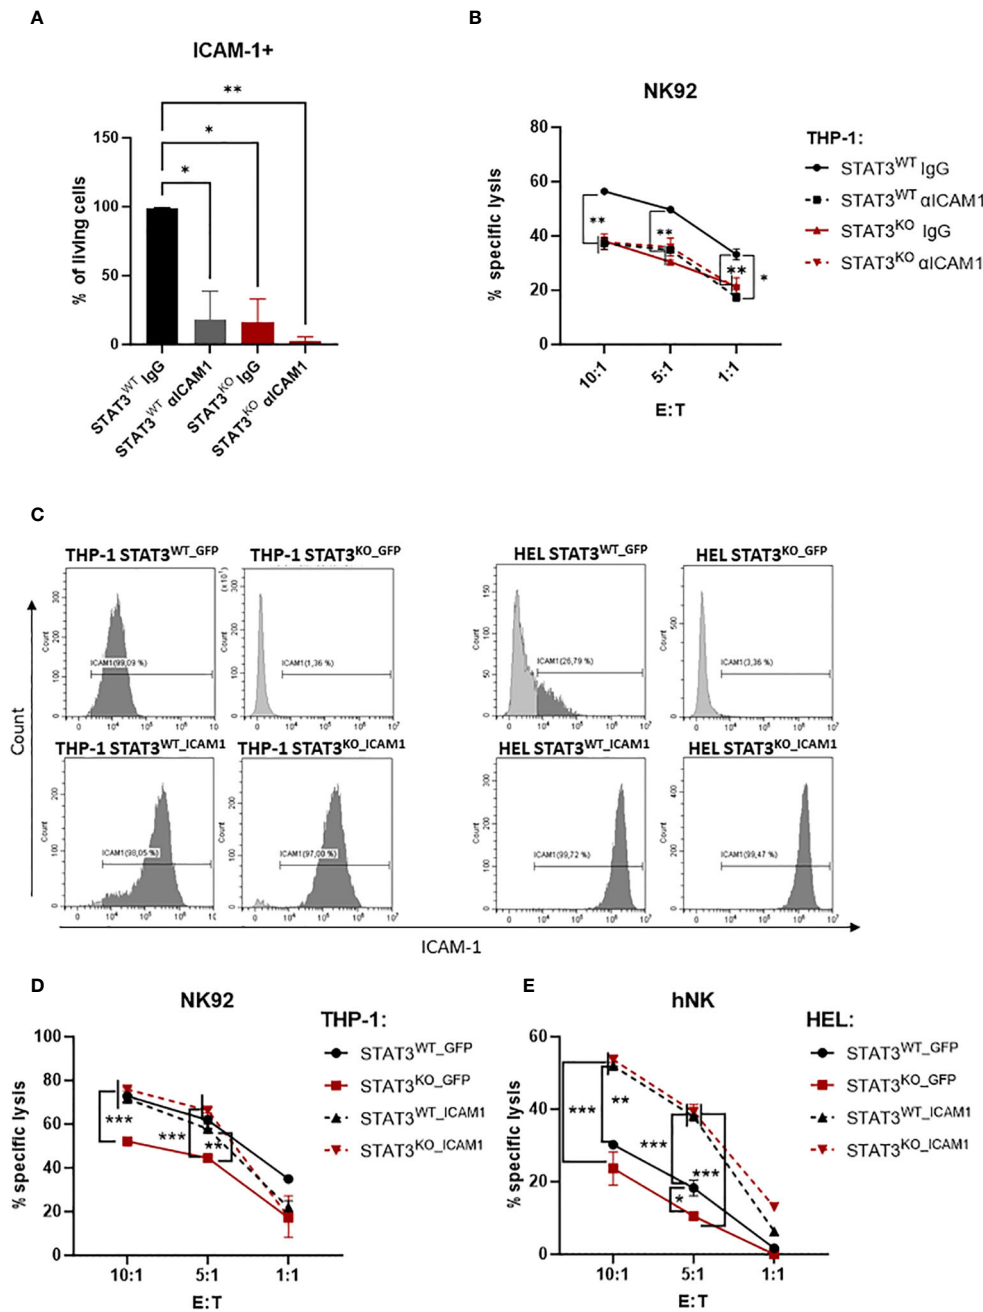 A
ICAM-1+
**
*
*
150
100
50
0
% of living cells
STAT3WT IgG
STAT3WT αICAM1
STAT3KO IgG
STAT3KO αICAM1
B
NK92
80
60
40
20
0
% specific lysis
**
**
**
*
10:1
5:1
1:1
E:T
THP-1:
STAT3WT IgG
STAT3WT αICAM1
STAT3KO IgG
STAT3KO αICAM1
C
THP-1 STAT3WT_GFP
THP-1 STAT3KO_GFP
HEL STAT3WT_GFP
HEL STAT3KO_GFP
ICAM1(99,09 %)
ICAM1(1,36 %)
ICAM1(26,79 %)
ICAM1(3,36 %)
THP-1 STAT3WT_ICAM1
THP-1 STAT3KO_ICAM1
HEL STAT3WT_ICAM1
HEL STAT3KO_ICAM1
ICAM1(98,05 %)
ICAM1(97,00 %)
ICAM1(99,72 %)
ICAM1(99,47 %)
Count
ICAM-1
D
NK92
100
80
60
40
20
0
% specific lysis
***
***
**
10:1
5:1
1:1
E:T
THP-1:
STAT3WT_GFP
STAT3KO_GFP
STAT3WT_ICAM1
STAT3KO_ICAM1
E
hNK
60
40
20
0
% specific lysis
***
**
***
***
*
10:1
5:1
1:1
E:T
HEL:
STAT3WT_GFP
STAT3KO_GFP
STAT3WT_ICAM1
STAT3KO_ICAM1